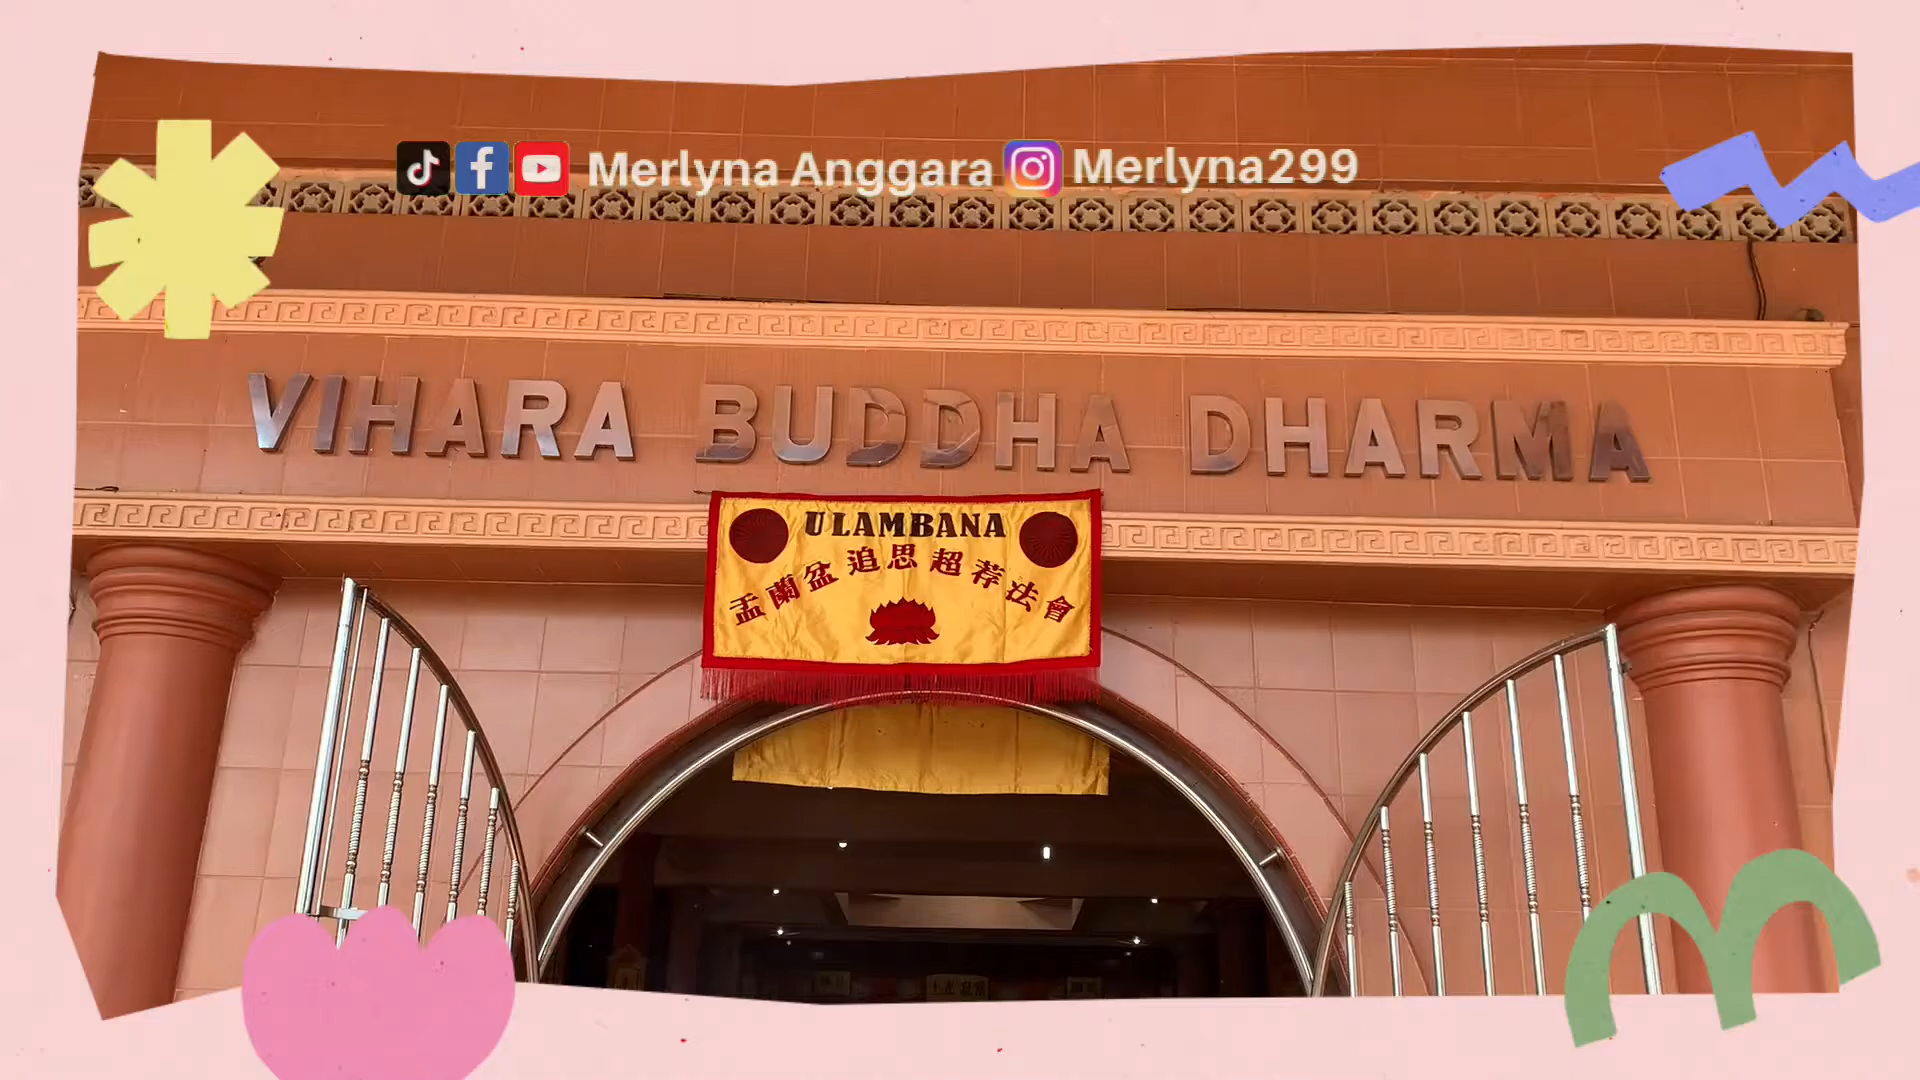 Merlyna Anggara Merlyna299
VIHARA BUDDHA DHARMA
ULAMBANA
盂蘭盆追思超荐法會